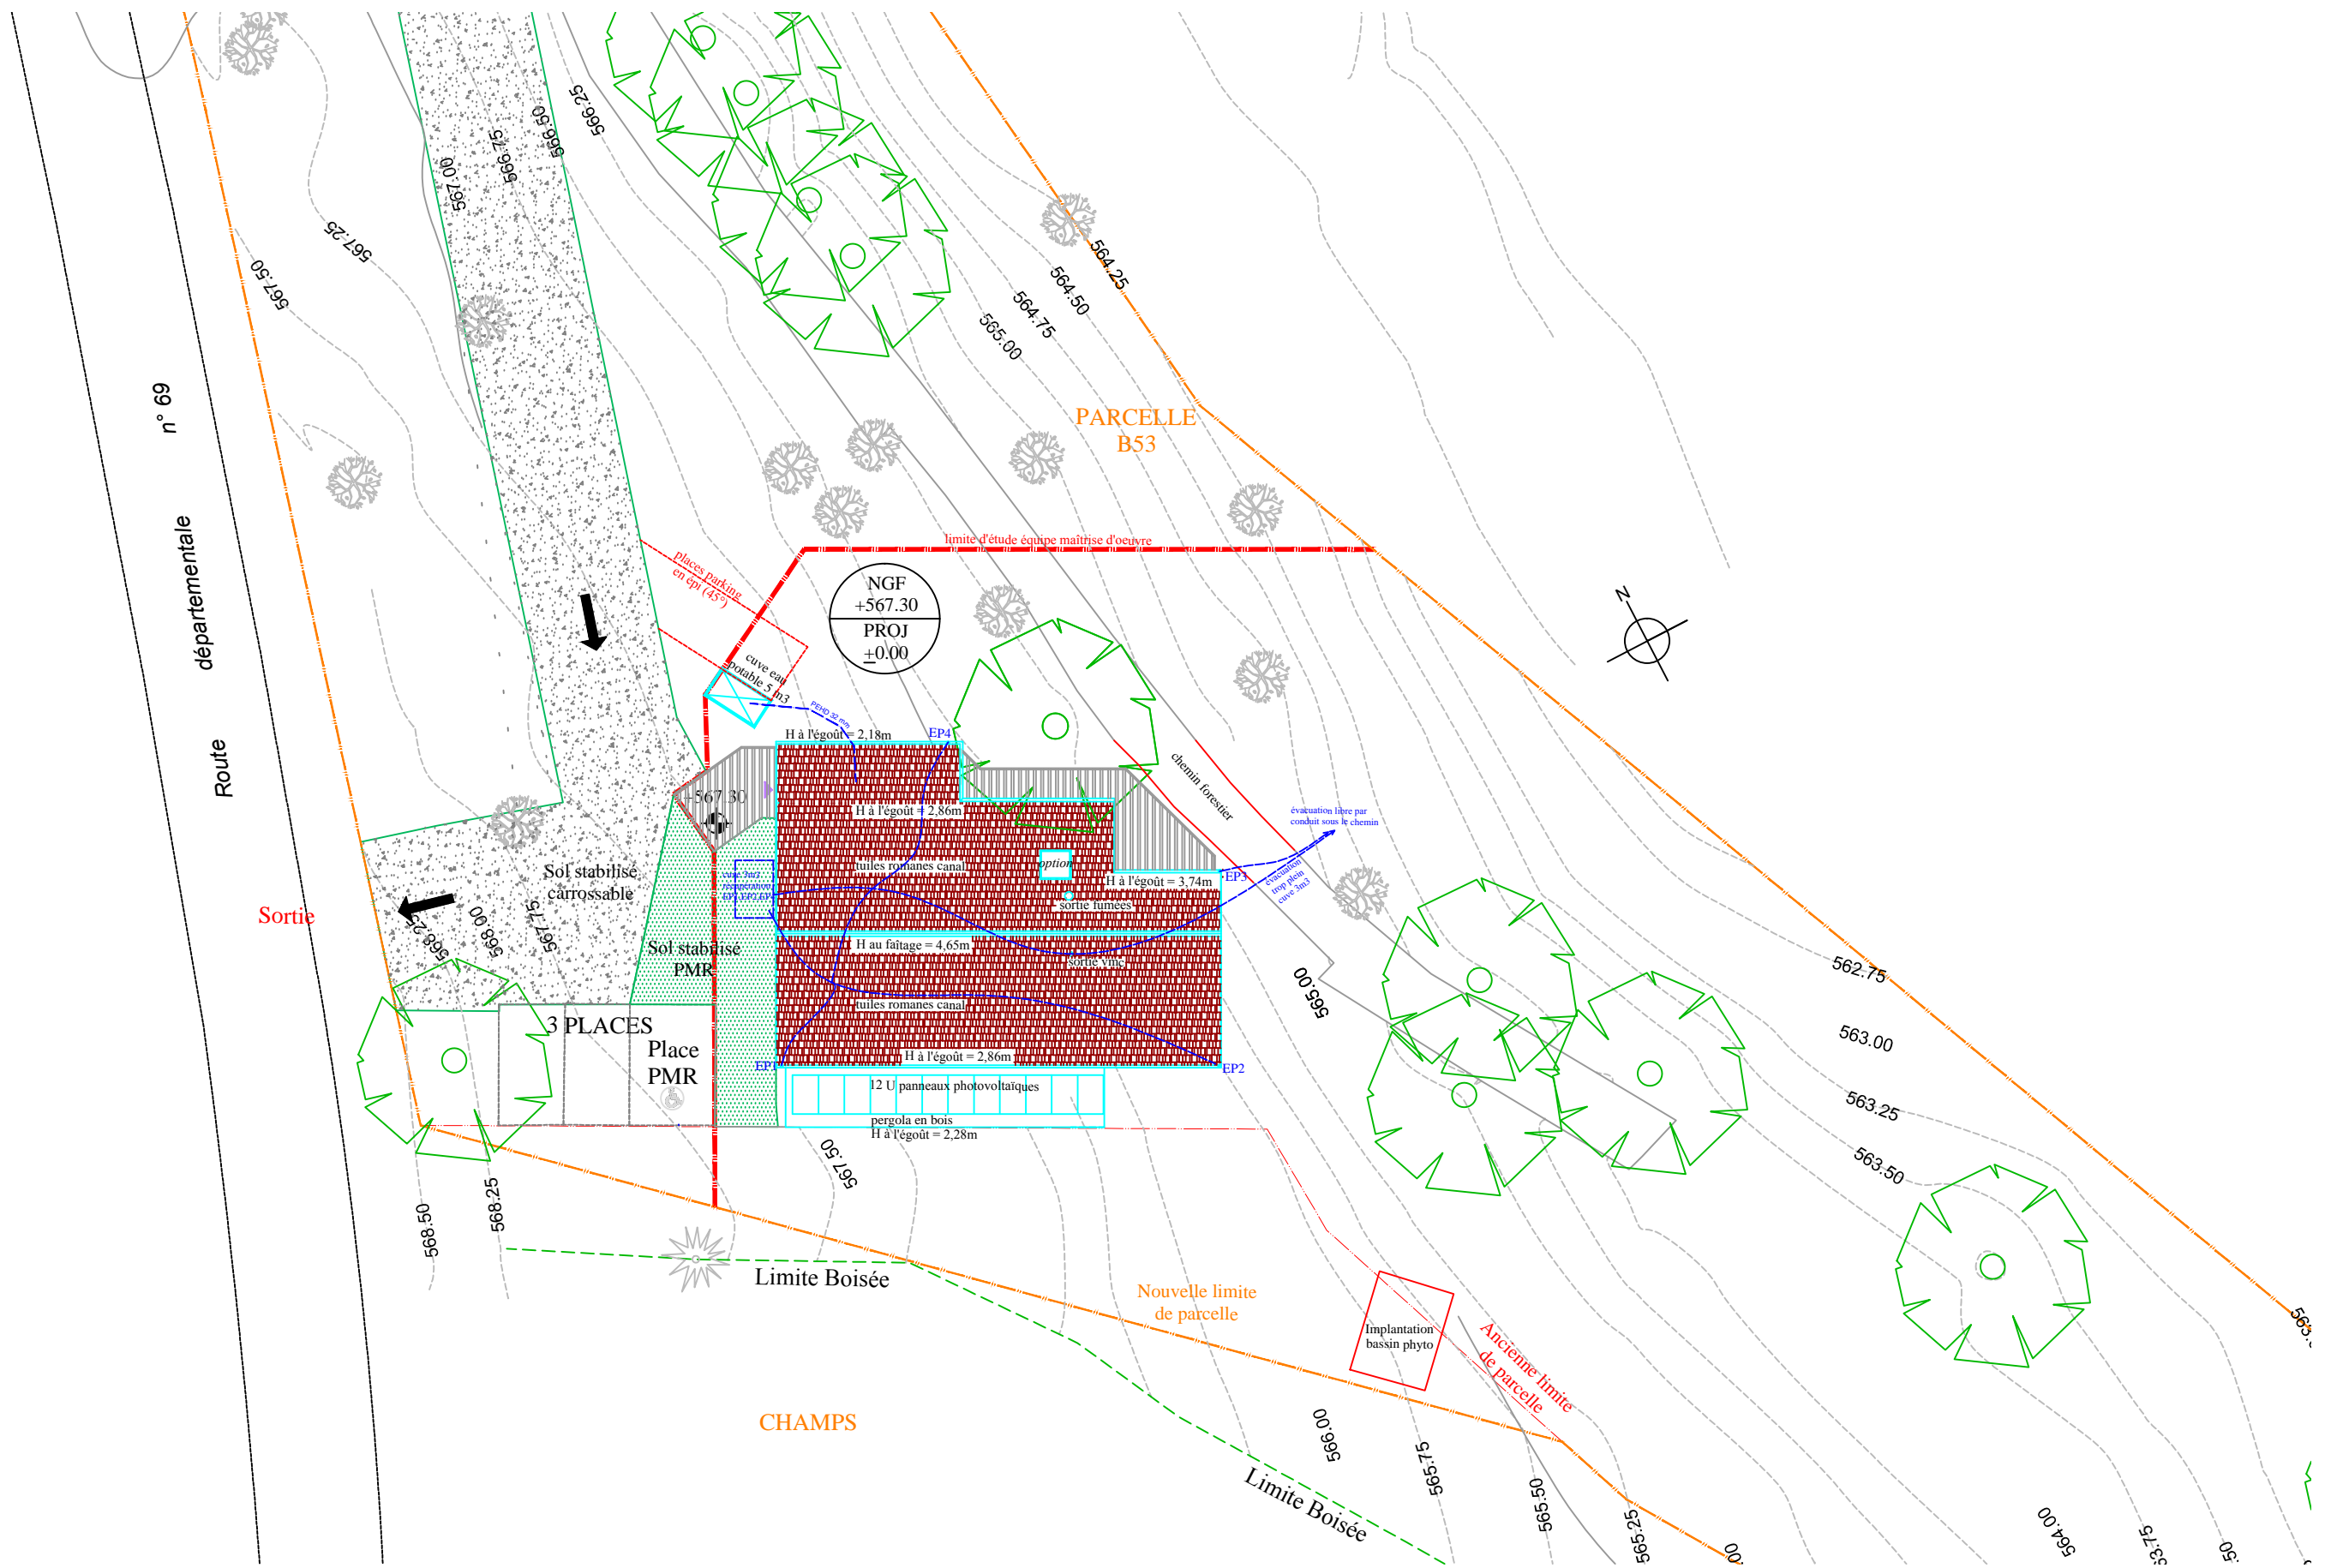 566.25
566.50
566.75
567.00
567.25
567.50
564.25
564.50
564.75
565.00
n° 69
départementale
Route
PARCELLE
B53
limite d'étude équipe maîtrise d'oeuvre
places parking
en épi (45°)
NGF
+567.30
PROJ
+0.00
N
cuve eau
potable 5 m3
PEHD 32 mm
H à l'égoût = 2,18m
EP4
chemin forestier
+567.30
H à l'égoût = 2,86m
évacuation libre par
conduit sous le chemin
tuiles romanes canal
option
H à l'égoût = 3,74m
EP3
évacuation
trop plein
cuve 3m3
sortie fumées
Sol stabilisé
carrossable
Sortie
568.25
568.00
567.75
Sol stabilisé
PMR
H au faîtage = 4,65m
sortie vmc
565.00
562.75
tuiles romanes canal
3 PLACES
Place
PMR
563.00
H à l'égoût = 2,86m
EP1
EP2
12 U panneaux photovoltaïques
pergola en bois
H à l'égoût = 2,28m
563.25
563.50
567.50
568.50
568.25
Limite Boisée
Nouvelle limite
de parcelle
Implantation
bassin phyto
Ancienne limite
de parcelle
CHAMPS
566.00
565.75
565.50
565.25
Limite Boisée
564.00